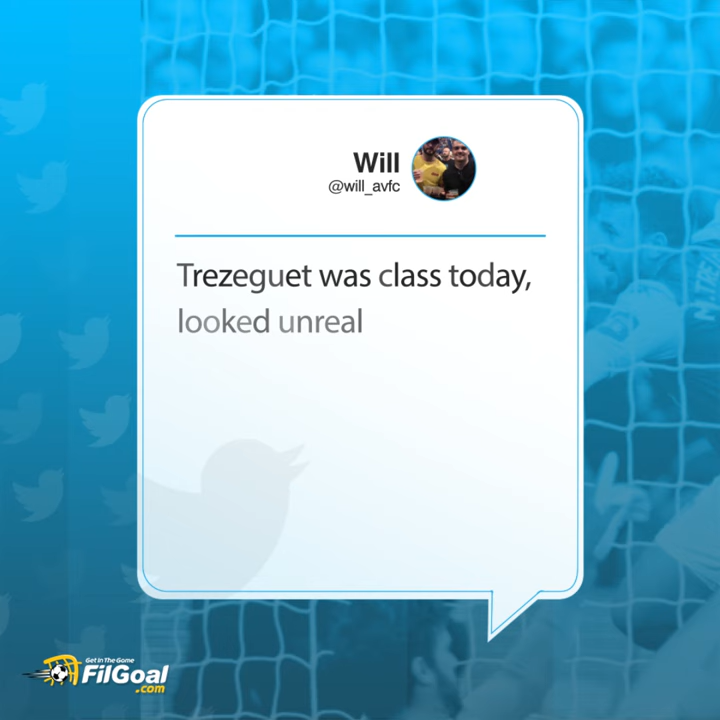 Will
@will_avfc
Trezeguet was class today,
looked unreal
Get in The Game
FilGoal
.com